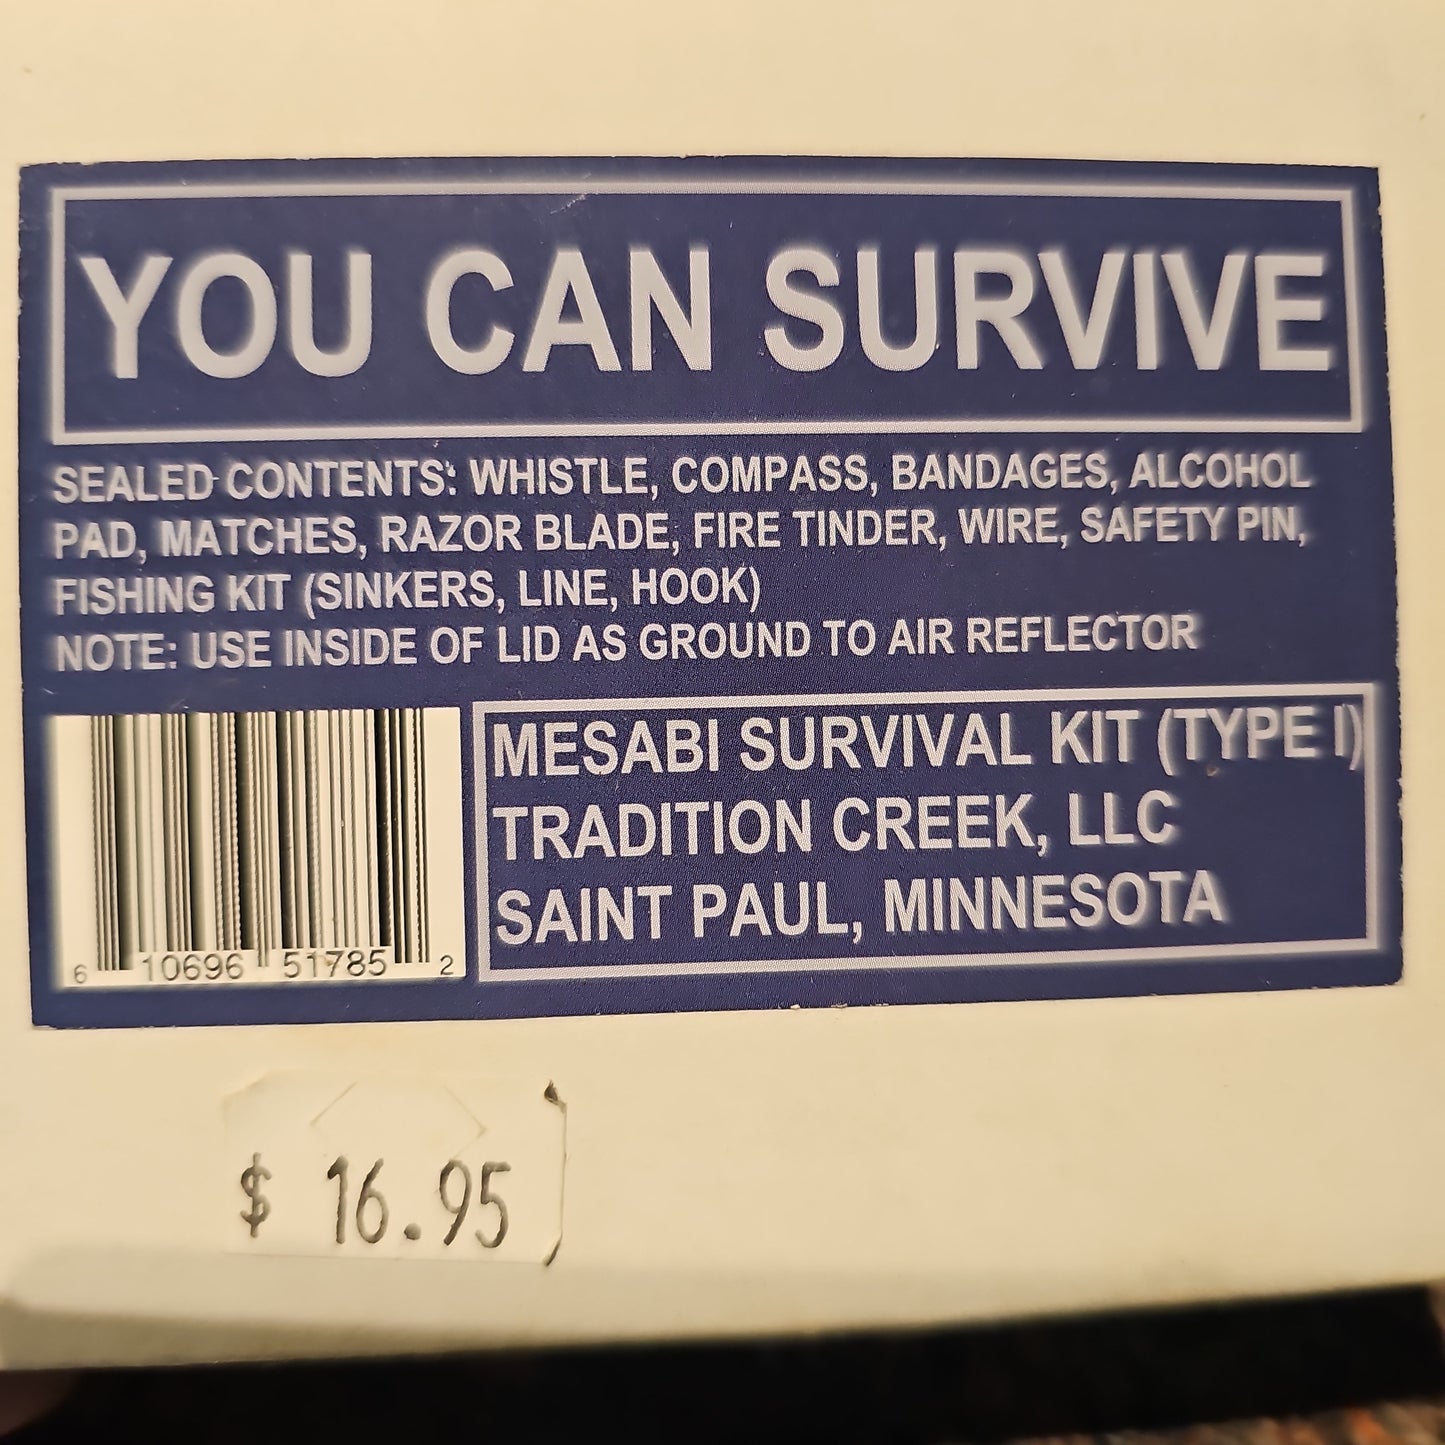 YOU CAN SURVIVE
SEALED CONTENTS: WHISTLE, COMPASS, BANDAGES, ALCOHOL
PAD, MATCHES, RAZOR BLADE, FIRE TINDER, WIRE, SAFETY PIN,
FISHING KIT (SINKERS, LINE, HOOK)
NOTE: USE INSIDE OF LID AS GROUND TO AIR REFLECTOR
MESABI SURVIVAL KIT (TYPE I)
TRADITION CREEK, LLC
SAINT PAUL, MINNESOTA
6 10696 51785 2
$ 16.95